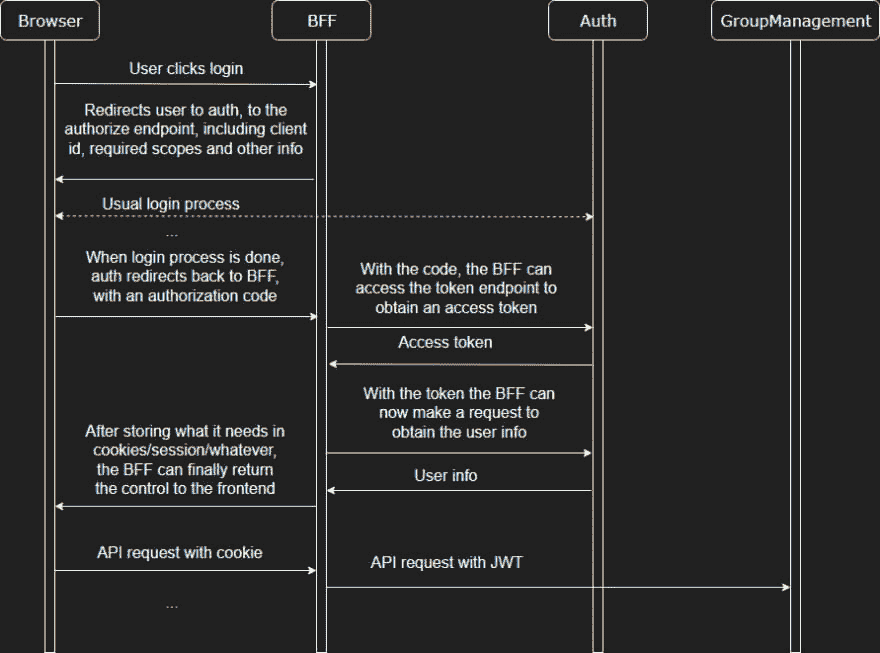 Browser
BFF
Auth
GroupManagement
User clicks login
Redirects user to auth, to the
authorize endpoint, including client
id, required scopes and other info
Usual login process
...
When login process is done,
auth redirects back to BFF,
with an authorization code
With the code, the BFF can
access the token endpoint to
obtain an access token
Access token
With the token the BFF can
now make a request to
obtain the user info
User info
After storing what it needs in
cookies/session/whatever,
the BFF can finally return
the control to the frontend
API request with cookie
API request with JWT
...